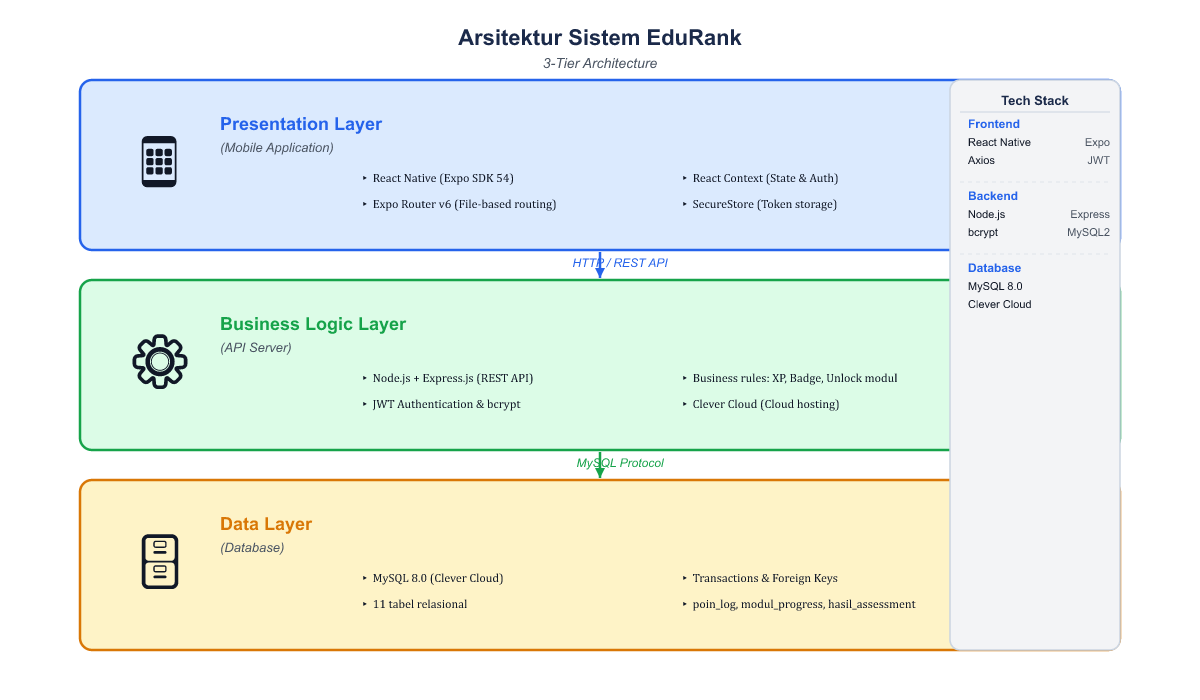 Arsitektur Sistem EduRank
3-Tier Architecture
Presentation Layer
(Mobile Application)
‣ React Native (Expo SDK 54)
‣ React Context (State & Auth)
‣ Expo Router v6 (File-based routing)
‣ SecureStore (Token storage)
HTTP / REST API
Business Logic Layer
(API Server)
‣ Node.js + Express.js (REST API)
‣ Business rules: XP, Badge, Unlock modul
‣ JWT Authentication & bcrypt
‣ Clever Cloud (Cloud hosting)
MySQL Protocol
Data Layer
(Database)
‣ MySQL 8.0 (Clever Cloud)
‣ Transactions & Foreign Keys
‣ 11 tabel relasional
‣ poin_log, modul_progress, hasil_assessment
Tech Stack
Frontend
React Native Expo
Axios JWT
Backend
Node.js Express
bcrypt MySQL2
Database
MySQL 8.0
Clever Cloud